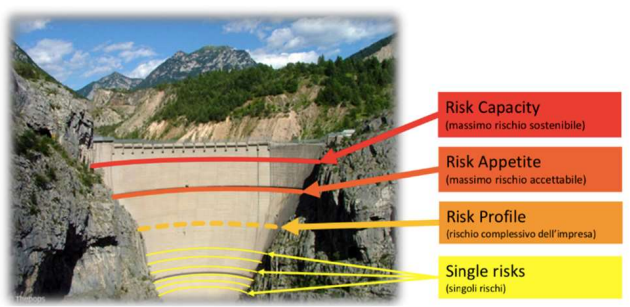 Risk Capacity
(massimo rischio sostenibile)
Risk Appetite
(massimo rischio accettabile)
Risk Profile
(rischio complessivo dell'impresa)
Single risks
(singoli rischi)